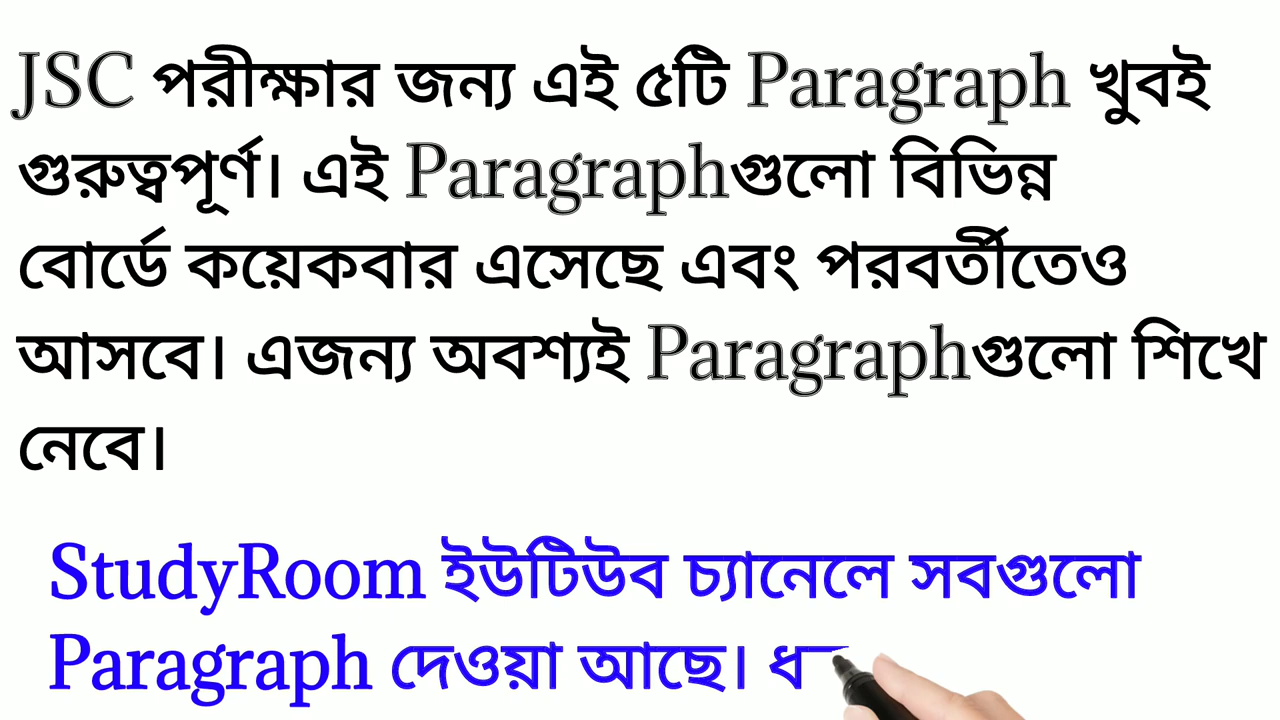 JSC পরীক্ষার জন্য এই ৫টি Paragraph খুবই
গুরুত্বপূর্ণ। এই Paragraphগুলো বিভিন্ন
বোর্ডে কয়েকবার এসেছে এবং পরবর্তীতেও
আসবে। এজন্য অবশ্যই Paragraphগুলো শিখে
নেবে।
StudyRoom ইউটিউব চ্যানেলে সবগুলো
Paragraph দেওয়া আছে।